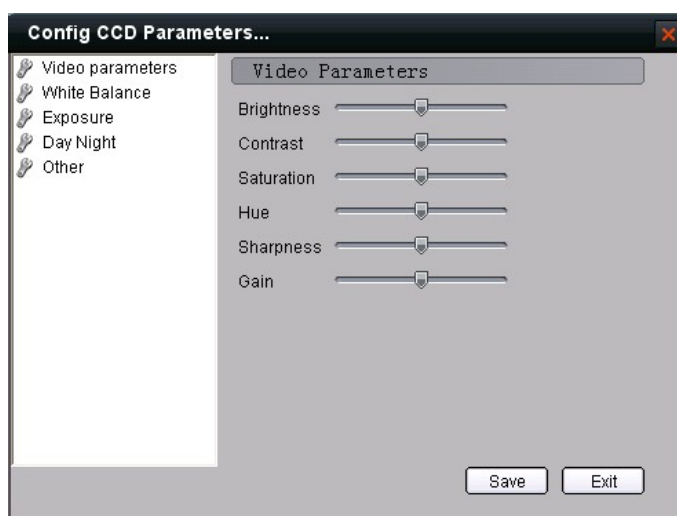 Config CCD Parameters...
Video parameters
White Balance
Exposure
Day Night
Other
Video Parameters
Brightness
Contrast
Saturation
Hue
Sharpness
Gain
Save
Exit